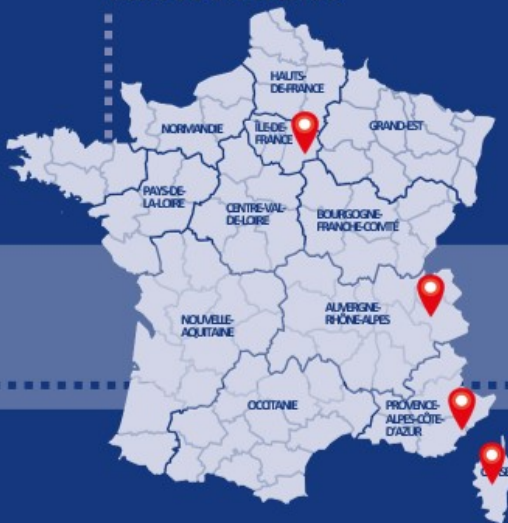 HAUTS-
DE-FRANCE
NORMANDIE
ÎLE-DE-
FRANCE
GRAND-EST
PAYS-DE-
LA-LOIRE
CENTRE-VAL-
DE-LOIRE
BOURGOGNE-
FRANCHE-COMTÉ
NOUVELLE-
AQUITAINE
AUVERGNE-
RHÔNE-ALPES
OCCITANIE
PROVENCE-
ALPES-CÔTE-
D'AZUR